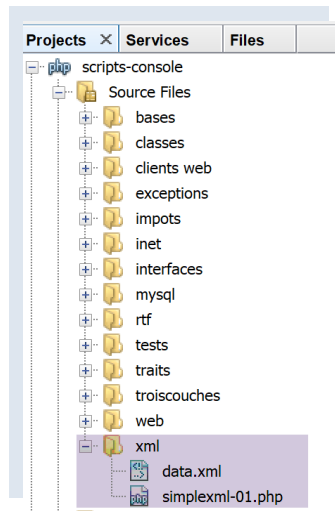 Projects × Services Files
php scripts-console
Source Files
bases
classes
clients web
exceptions
impots
inet
interfaces
mysql
rtf
tests
traits
troiscouches
web
xml
data.xml
php simplexml-01.php